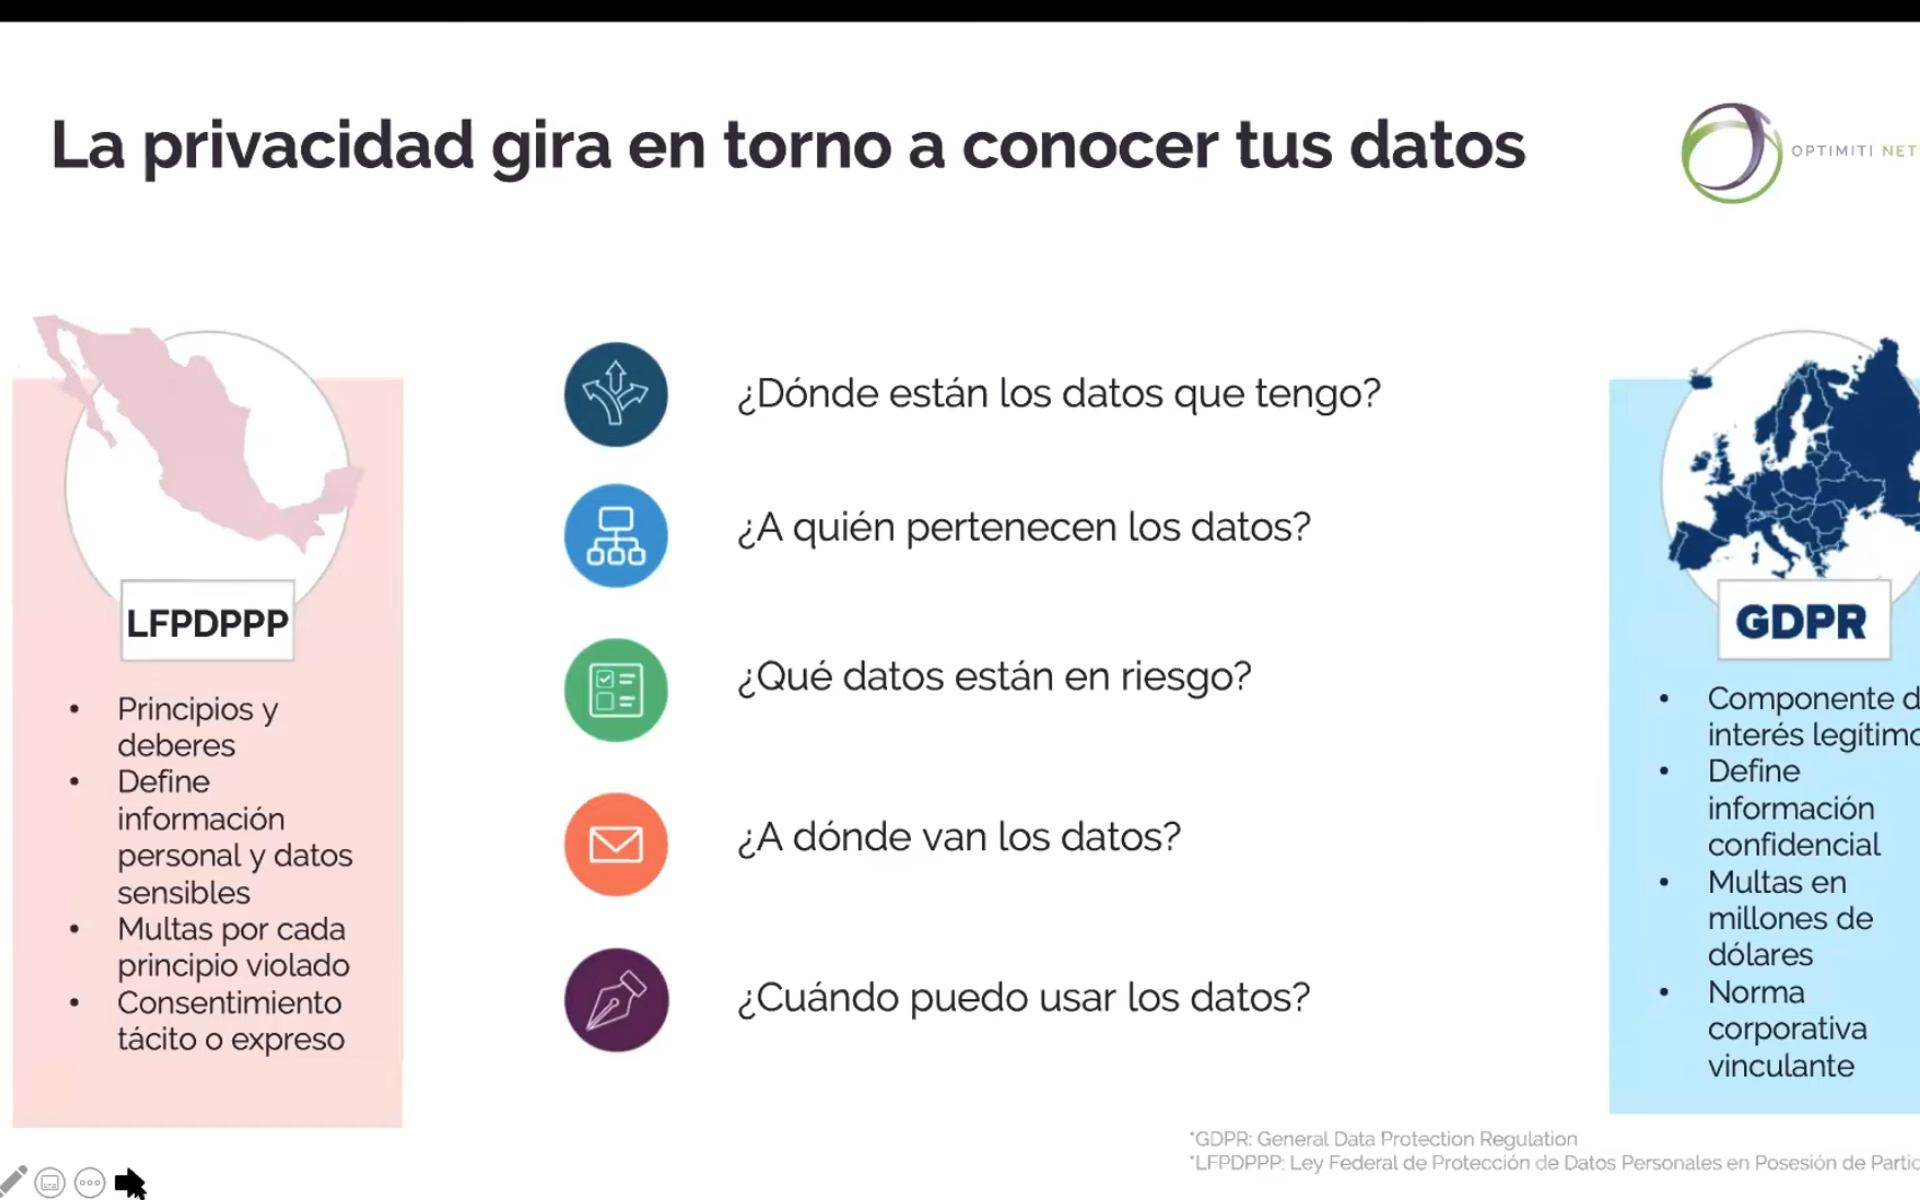 La privacidad gira en torno a conocer tus datos
OPTIMITI
¿Dónde están los datos que tengo?
¿A quién pertenecen los datos?
¿Qué datos están en riesgo?
¿A dónde van los datos?
¿Cuándo puedo usar los datos?
LFPDPPP
• Principios y
deberes
• Define
información
personal y datos
sensibles
• Multas por cada
principio violado
• Consentimiento
tácito o expreso
GDPR
• Componente
interés legítimo
• Define
información
confidencial
• Multas en
millones de
dólares
• Norma
corporativa
vinculante
*GDPR: General Data Protection Regulation
*LFPDPPP: Ley Federal de Protección de Datos Personales en Posesión de